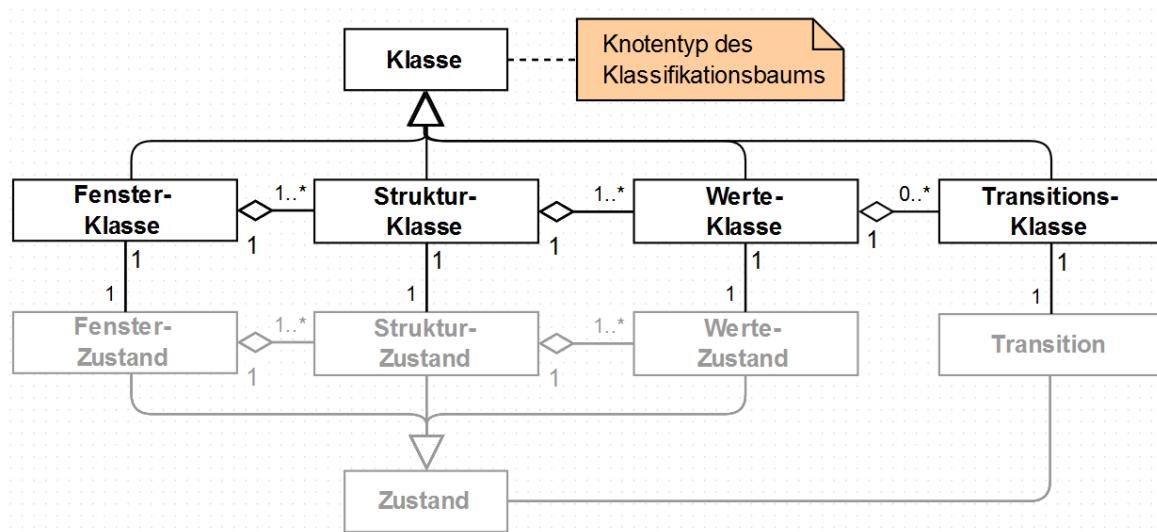 Klasse
Knotentyp des
Klassifikationsbaums
Fenster-
Klasse
1..*
1
Struktur-
Klasse
1..*
1
Werte-
Klasse
0..*
1
Transitions-
Klasse
1
1
1
1
1
1
1
1
Fenster-
Zustand
1..*
1
Struktur-
Zustand
1..*
1
Werte-
Zustand
Transition
Zustand